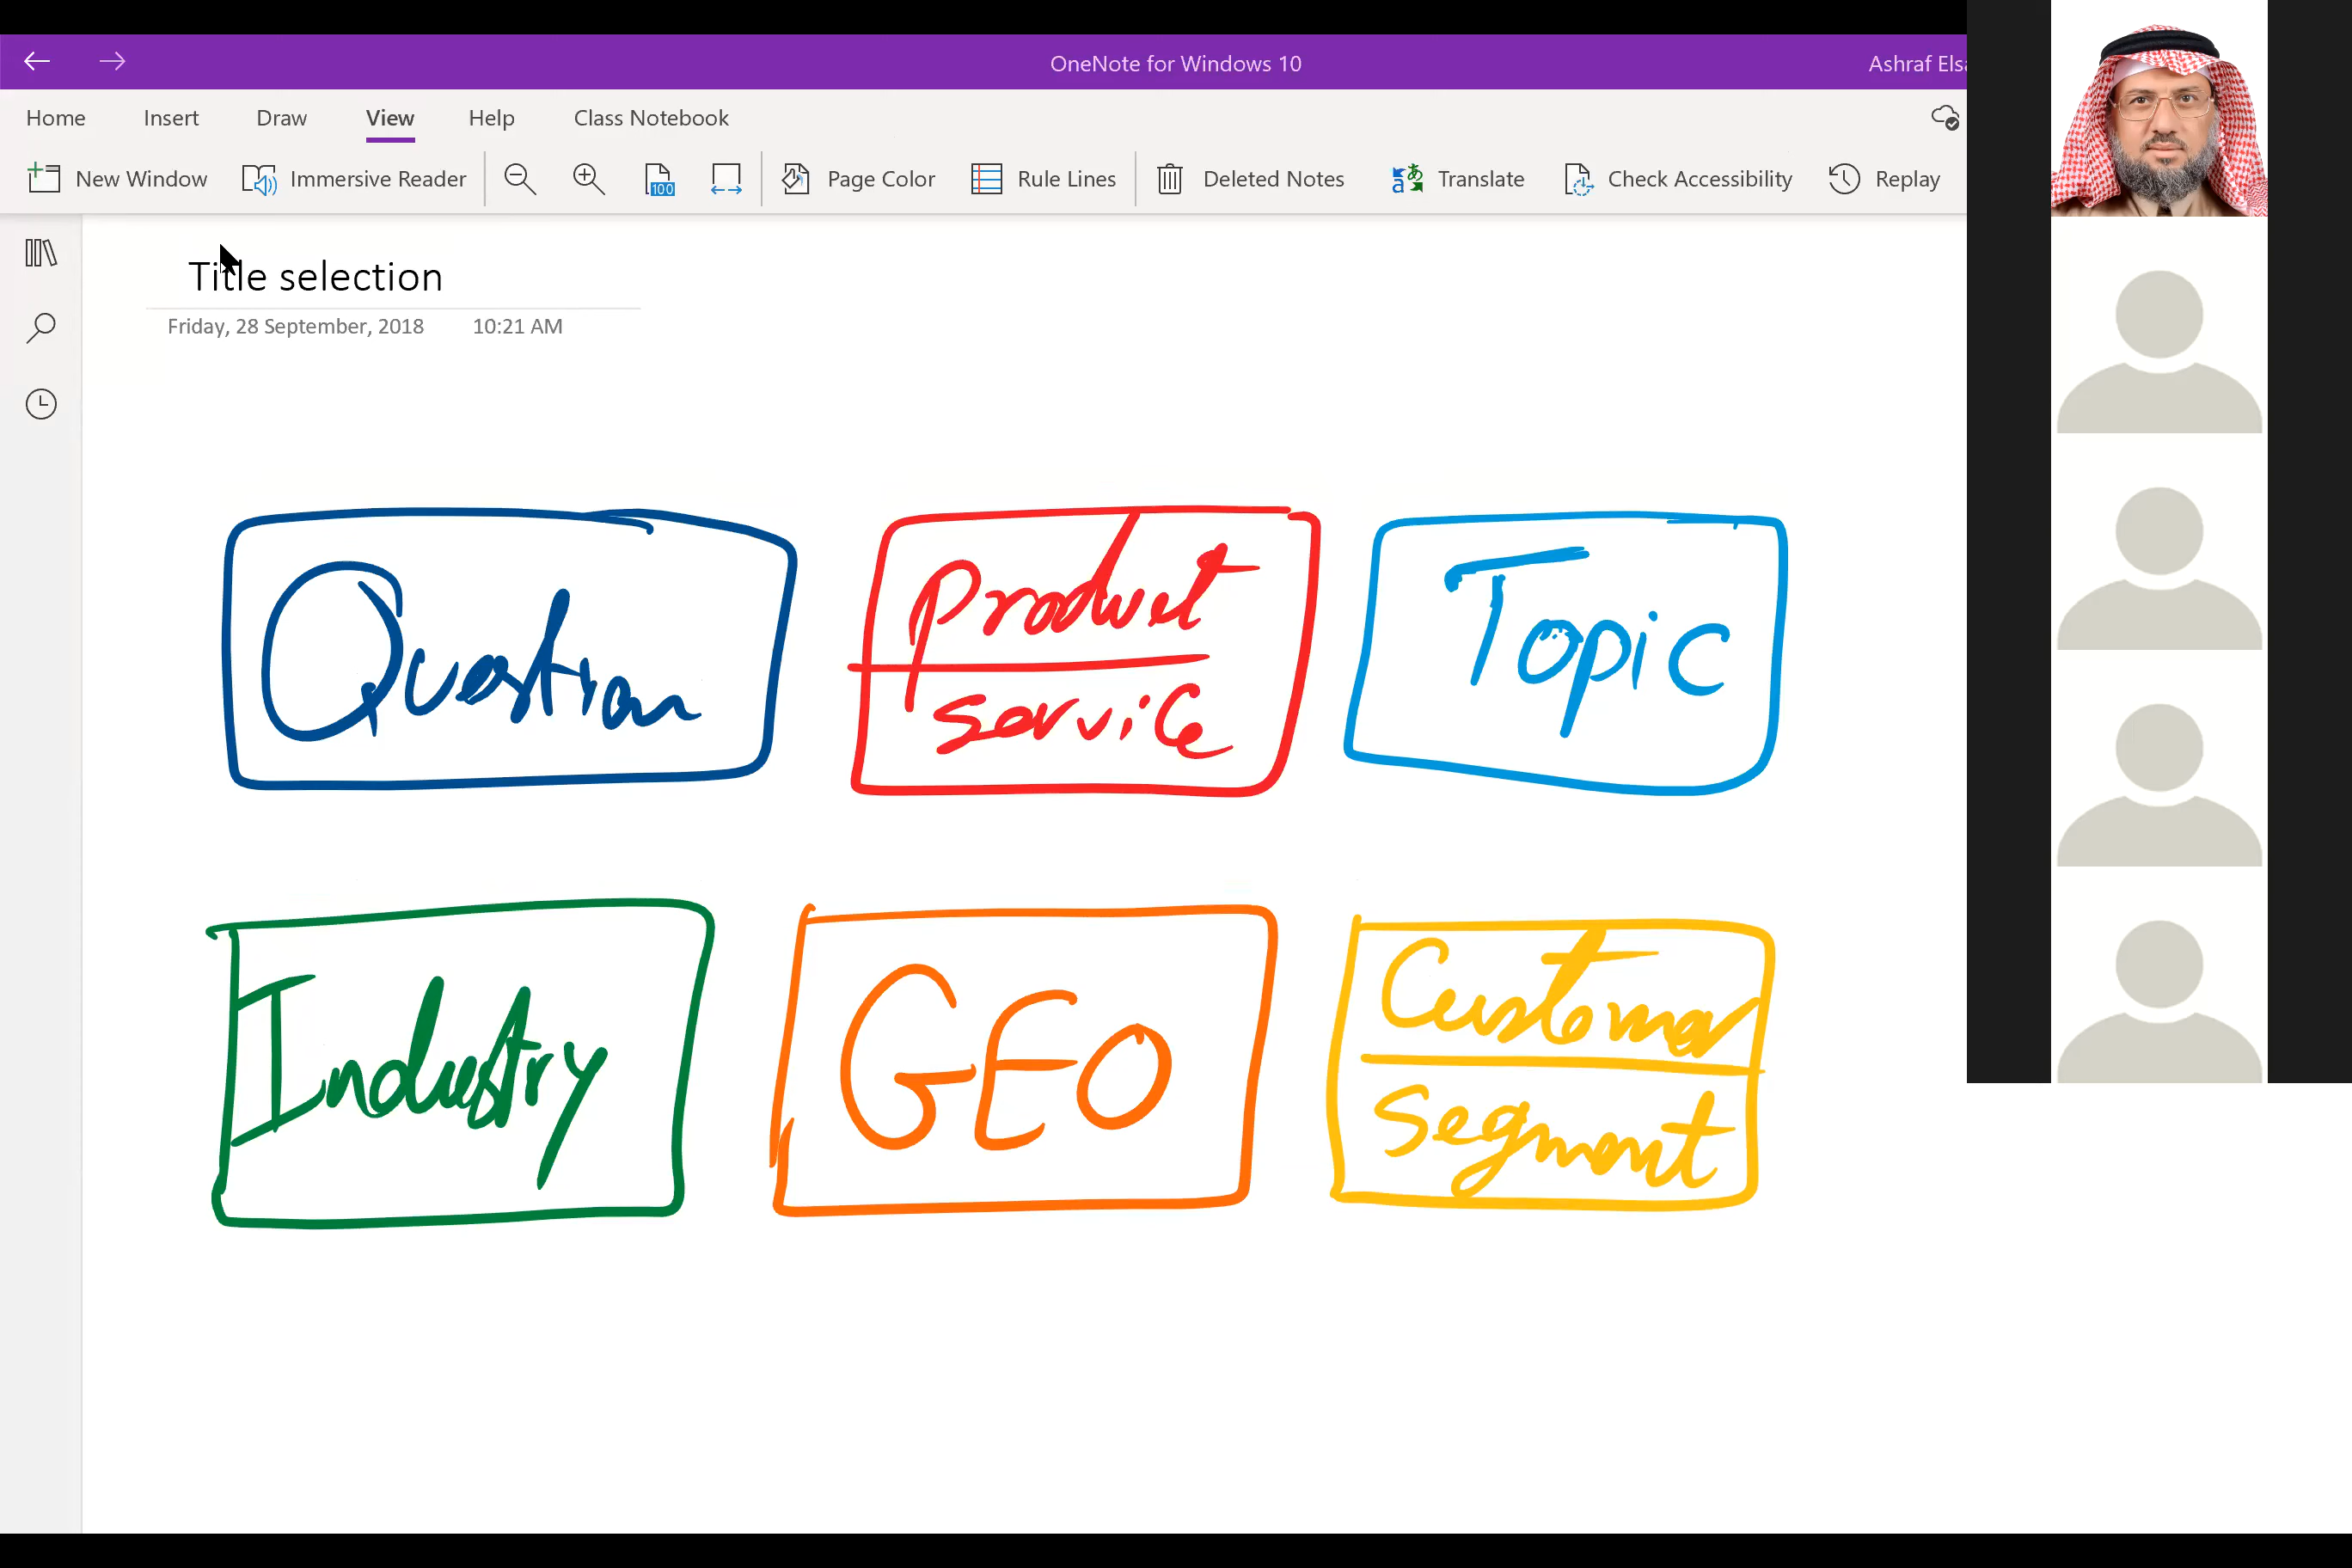 OneNote for Windows 10
Ashraf Elsa
Home Insert Draw View Help Class Notebook
New Window Immersive Reader 100 Page Color Rule Lines Deleted Notes Translate Check Accessibility Replay
Title selection
Friday, 28 September, 2018 10:21 AM
Question
Product
service
Topic
Industry
GEO
Customer
Segment